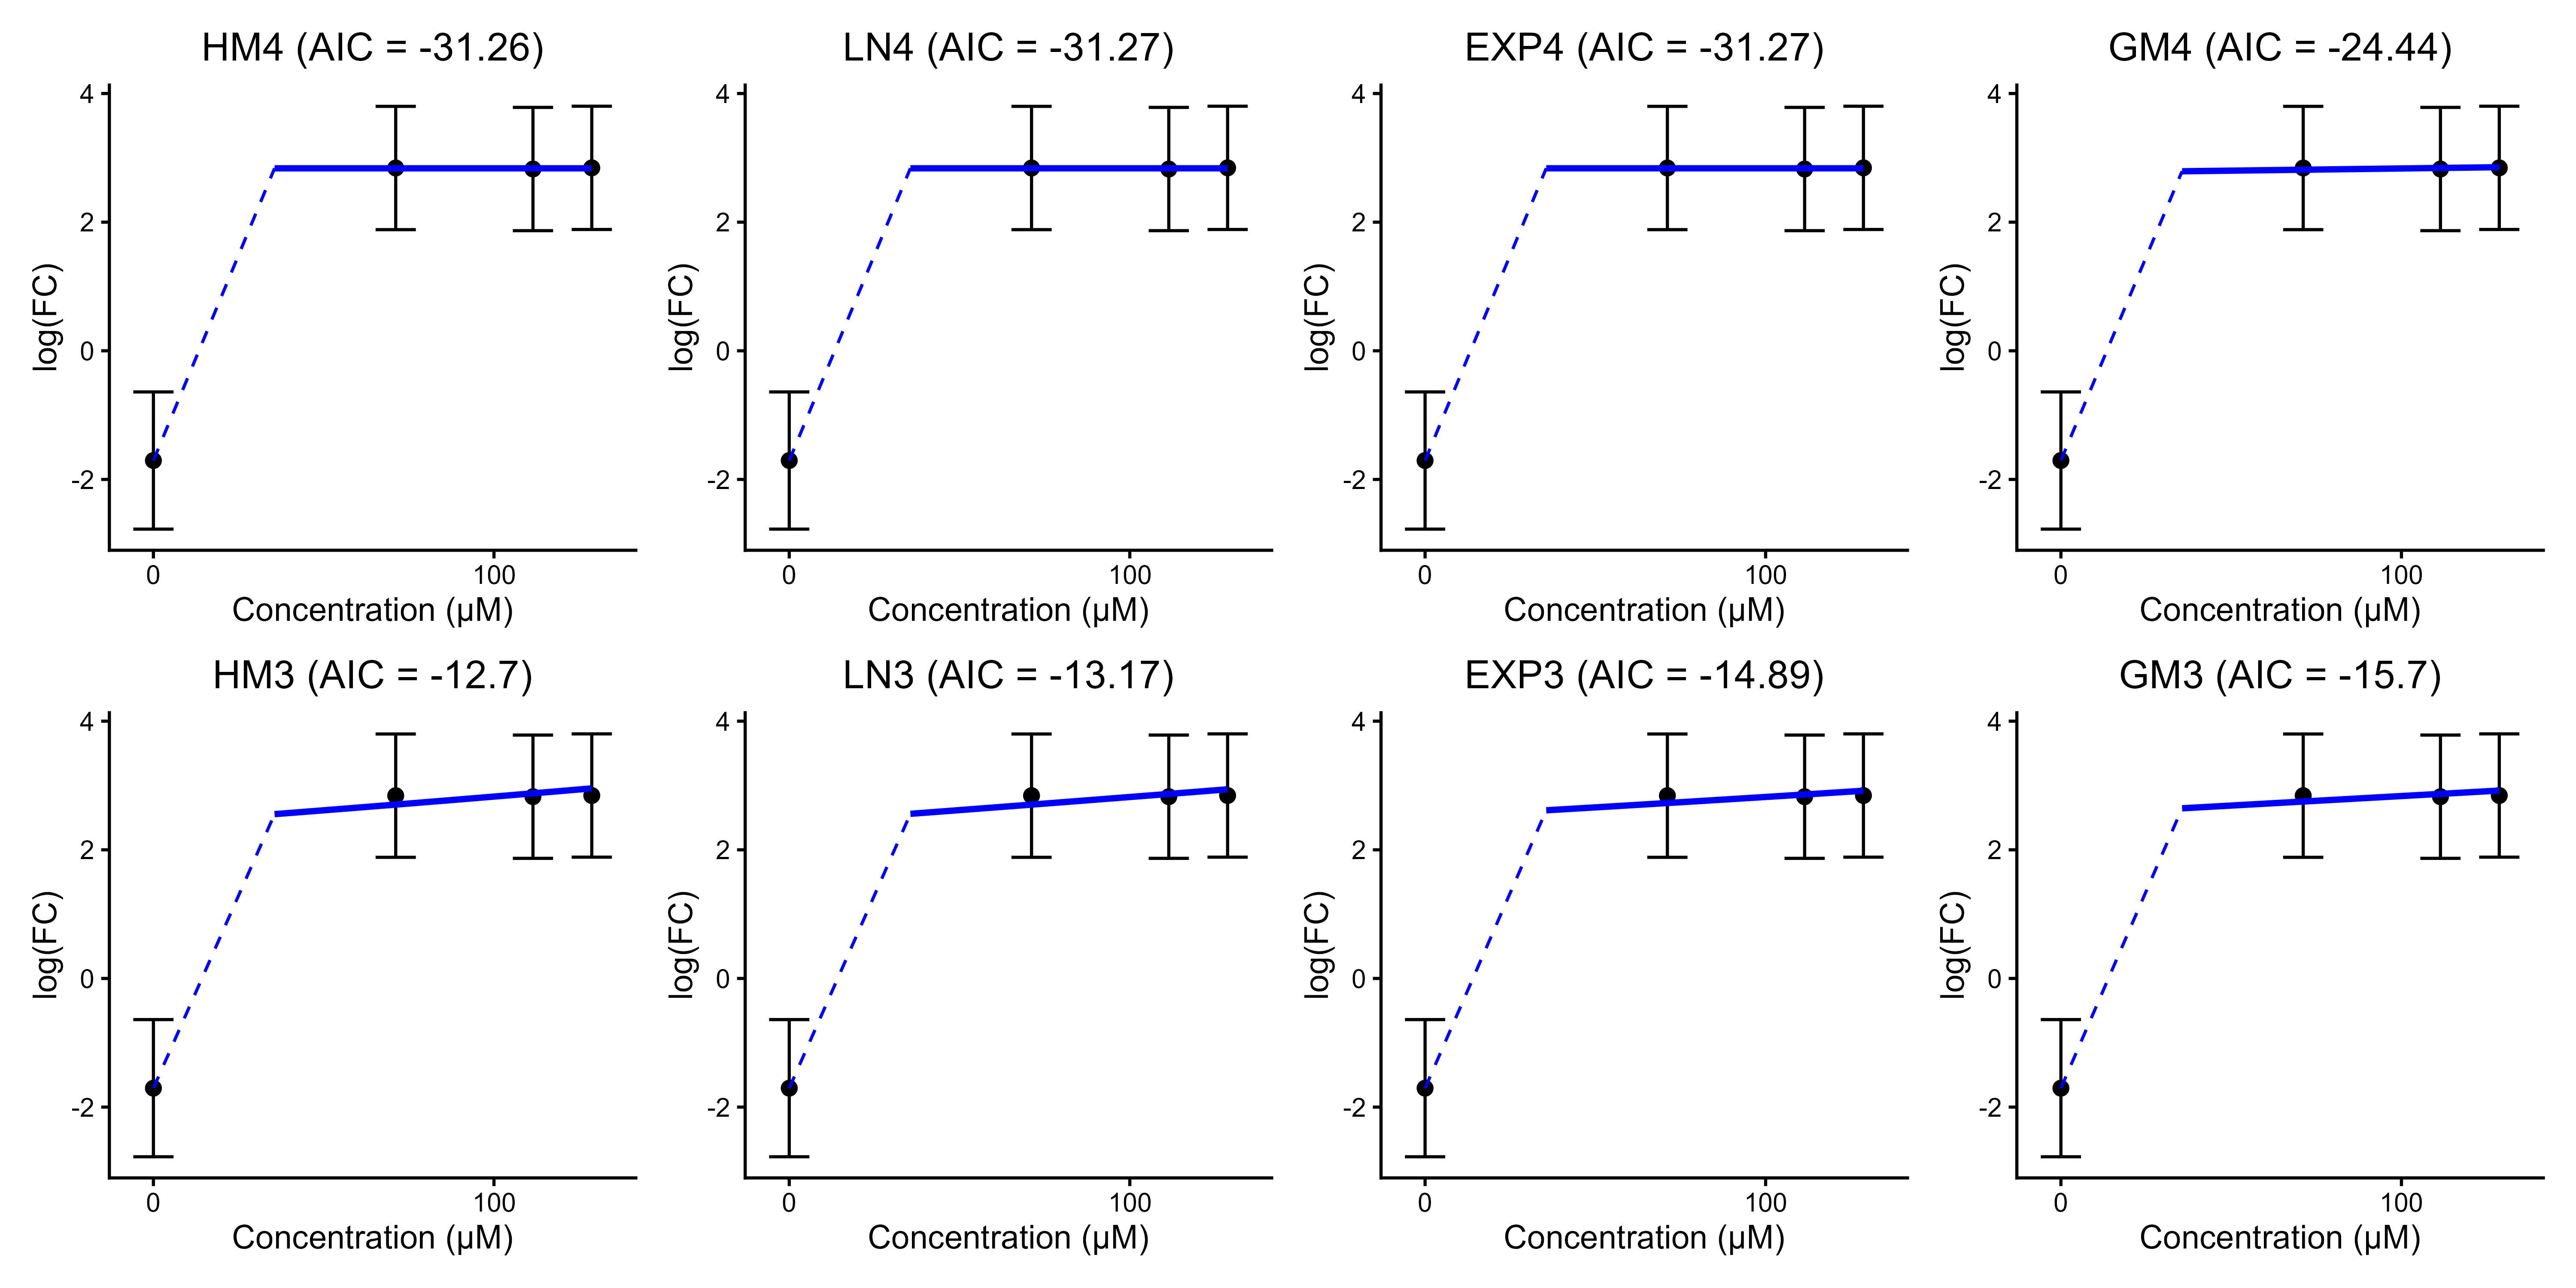 HM4 (AIC = -31.26)
LN4 (AIC = -31.27)
EXP4 (AIC = -31.27)
GM4 (AIC = -24.44)
4
2
0
-2
log(FC)
0
100
Concentration (µM)
4
2
0
-2
log(FC)
0
100
Concentration (µM)
4
2
0
-2
log(FC)
0
100
Concentration (µM)
4
2
0
-2
log(FC)
0
100
Concentration (µM)
HM3 (AIC = -12.7)
LN3 (AIC = -13.17)
EXP3 (AIC = -14.89)
GM3 (AIC = -15.7)
4
2
0
-2
log(FC)
0
100
Concentration (µM)
4
2
0
-2
log(FC)
0
100
Concentration (µM)
4
2
0
-2
log(FC)
0
100
Concentration (µM)
4
2
0
-2
log(FC)
0
100
Concentration (µM)